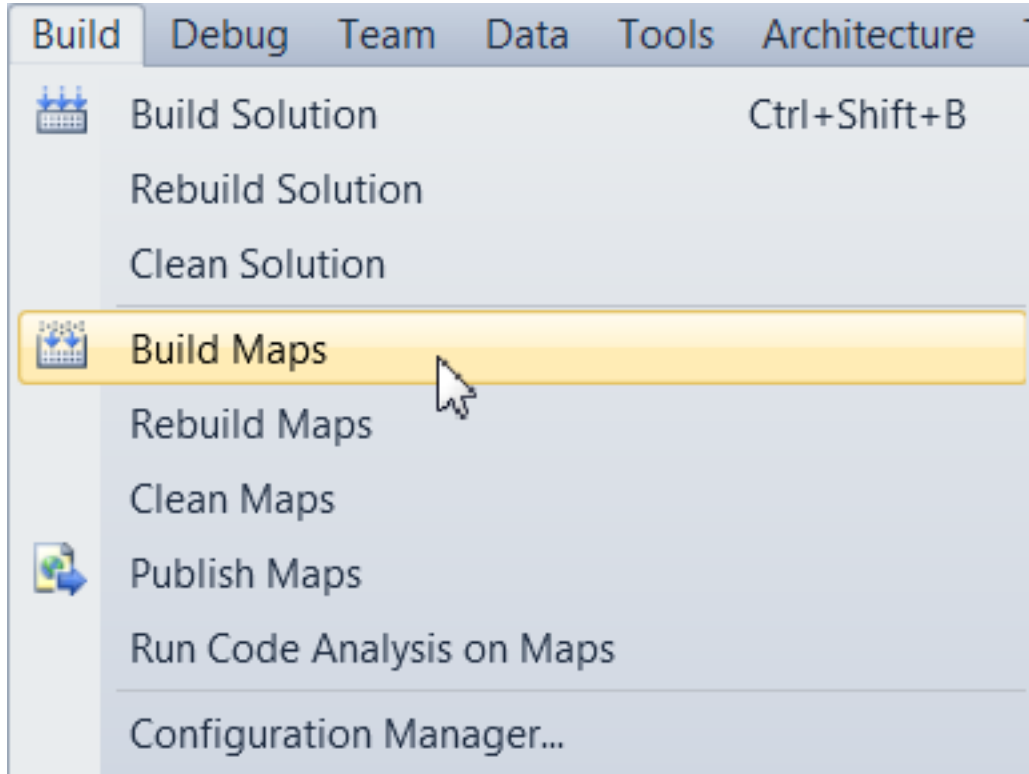 Build Debug Team Data Tools Architecture
Build Solution Ctrl+Shift+B
Rebuild Solution
Clean Solution
Build Maps
Rebuild Maps
Clean Maps
Publish Maps
Run Code Analysis on Maps
Configuration Manager...